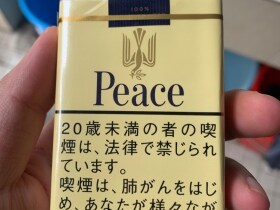 100%
Peace
20歳未満の者の喫
煙は、法律で禁じられ
ています。
喫煙は、肺がんをはじ
め、あなたが様々なが